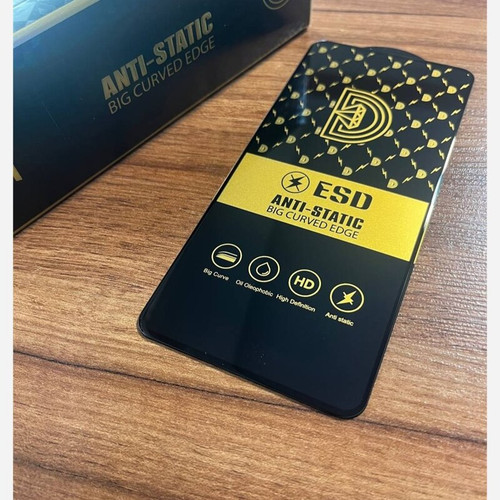 ANTI-STATIC
BIG CURVED EDGE
D
ESD
ANTI-STATIC
BIG CURVED EDGE
HD
Big Curve
Oil Oleophobic
High Definition
Anti static